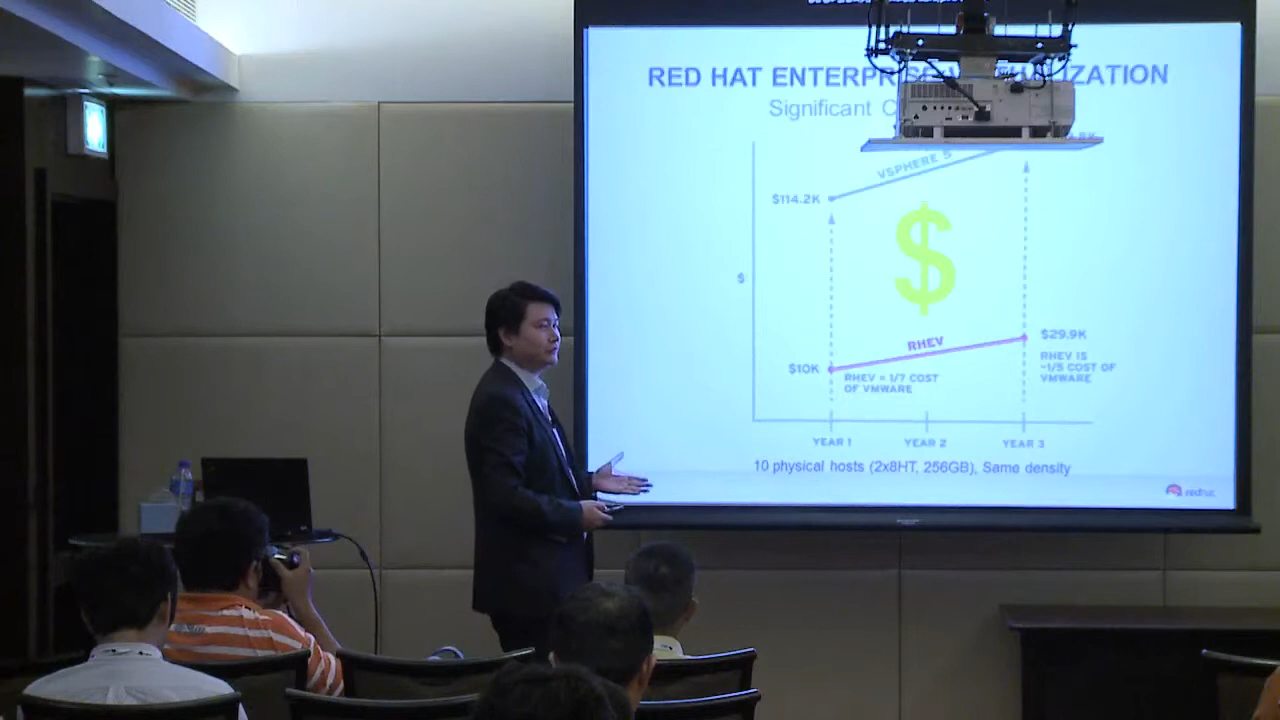 RED HAT ENTERPRISE VIRTUALIZATION
Significant C
VSPHERE 5
$114.2K
$
$
RHEV
$29.9K
$10K
RHEV = 1/7 COST
OF VMWARE
RHEV IS
~1/5 COST OF
VMWARE
YEAR 1
YEAR 2
YEAR 3
10 physical hosts (2x8HT, 256GB), Same density
redhat